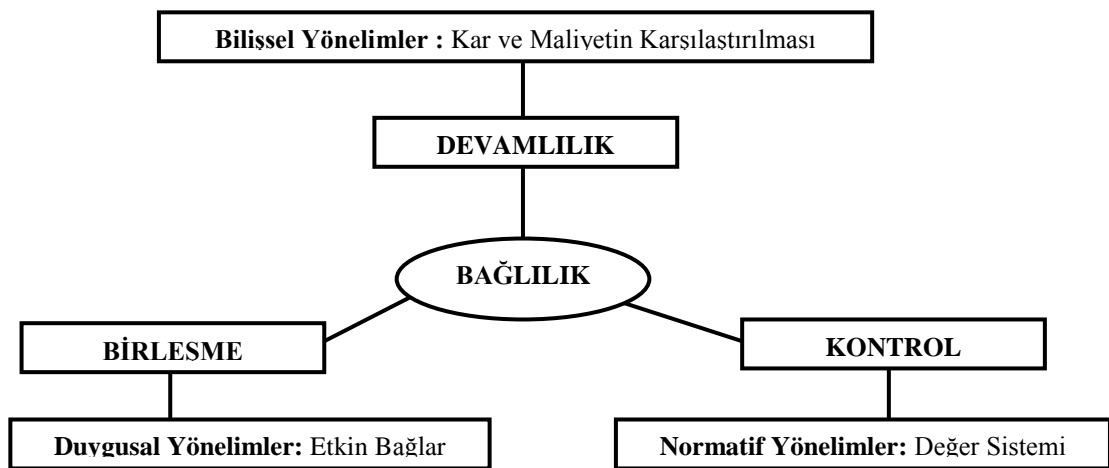 Bilişsel Yönelimler : Kar ve Maliyetin Karşılaştırılması
DEVAMLILIK
BAĞLILIK
BİRLESME
KONTROL
Duygusal Yönelimler: Etkin Bağlar
Normatif Yönelimler: Değer Sistemi